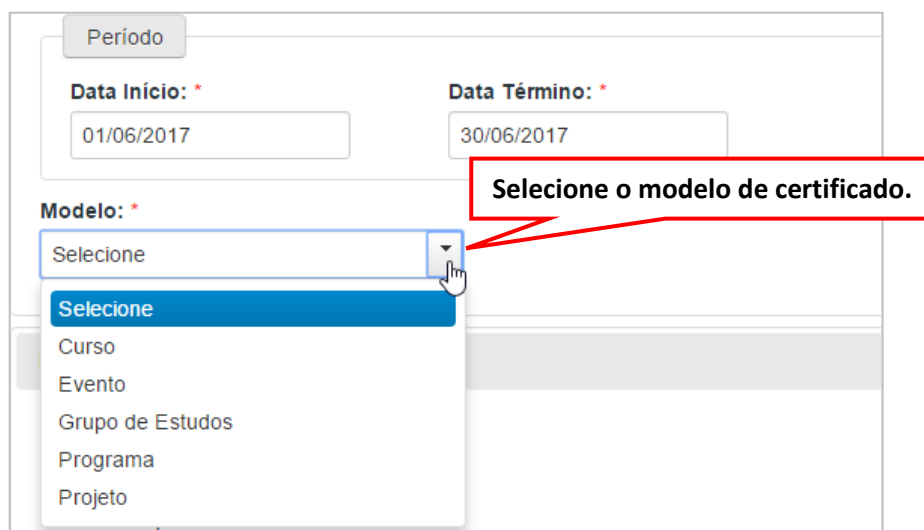 Período
Data Início: * Data Término: *
01/06/2017 30/06/2017
Selecione o modelo de certificado.
Modelo: *
Selecione
Selecione
Curso
Evento
Grupo de Estudos
Programa
Projeto